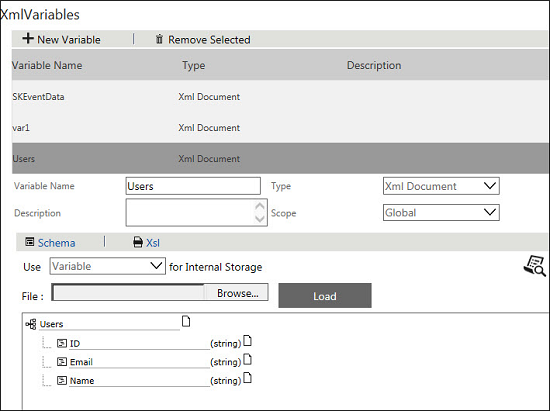 XmlVariables
New Variable | Remove Selected
Variable Name Type Description
SKEventData Xml Document
var1 Xml Document
Users Xml Document
Variable Name Users Type Xml Document
Description Scope Global
Schema | Xsl
Use Variable for Internal Storage
File : Browse... Load
Users
ID (string)
Email (string)
Name (string)